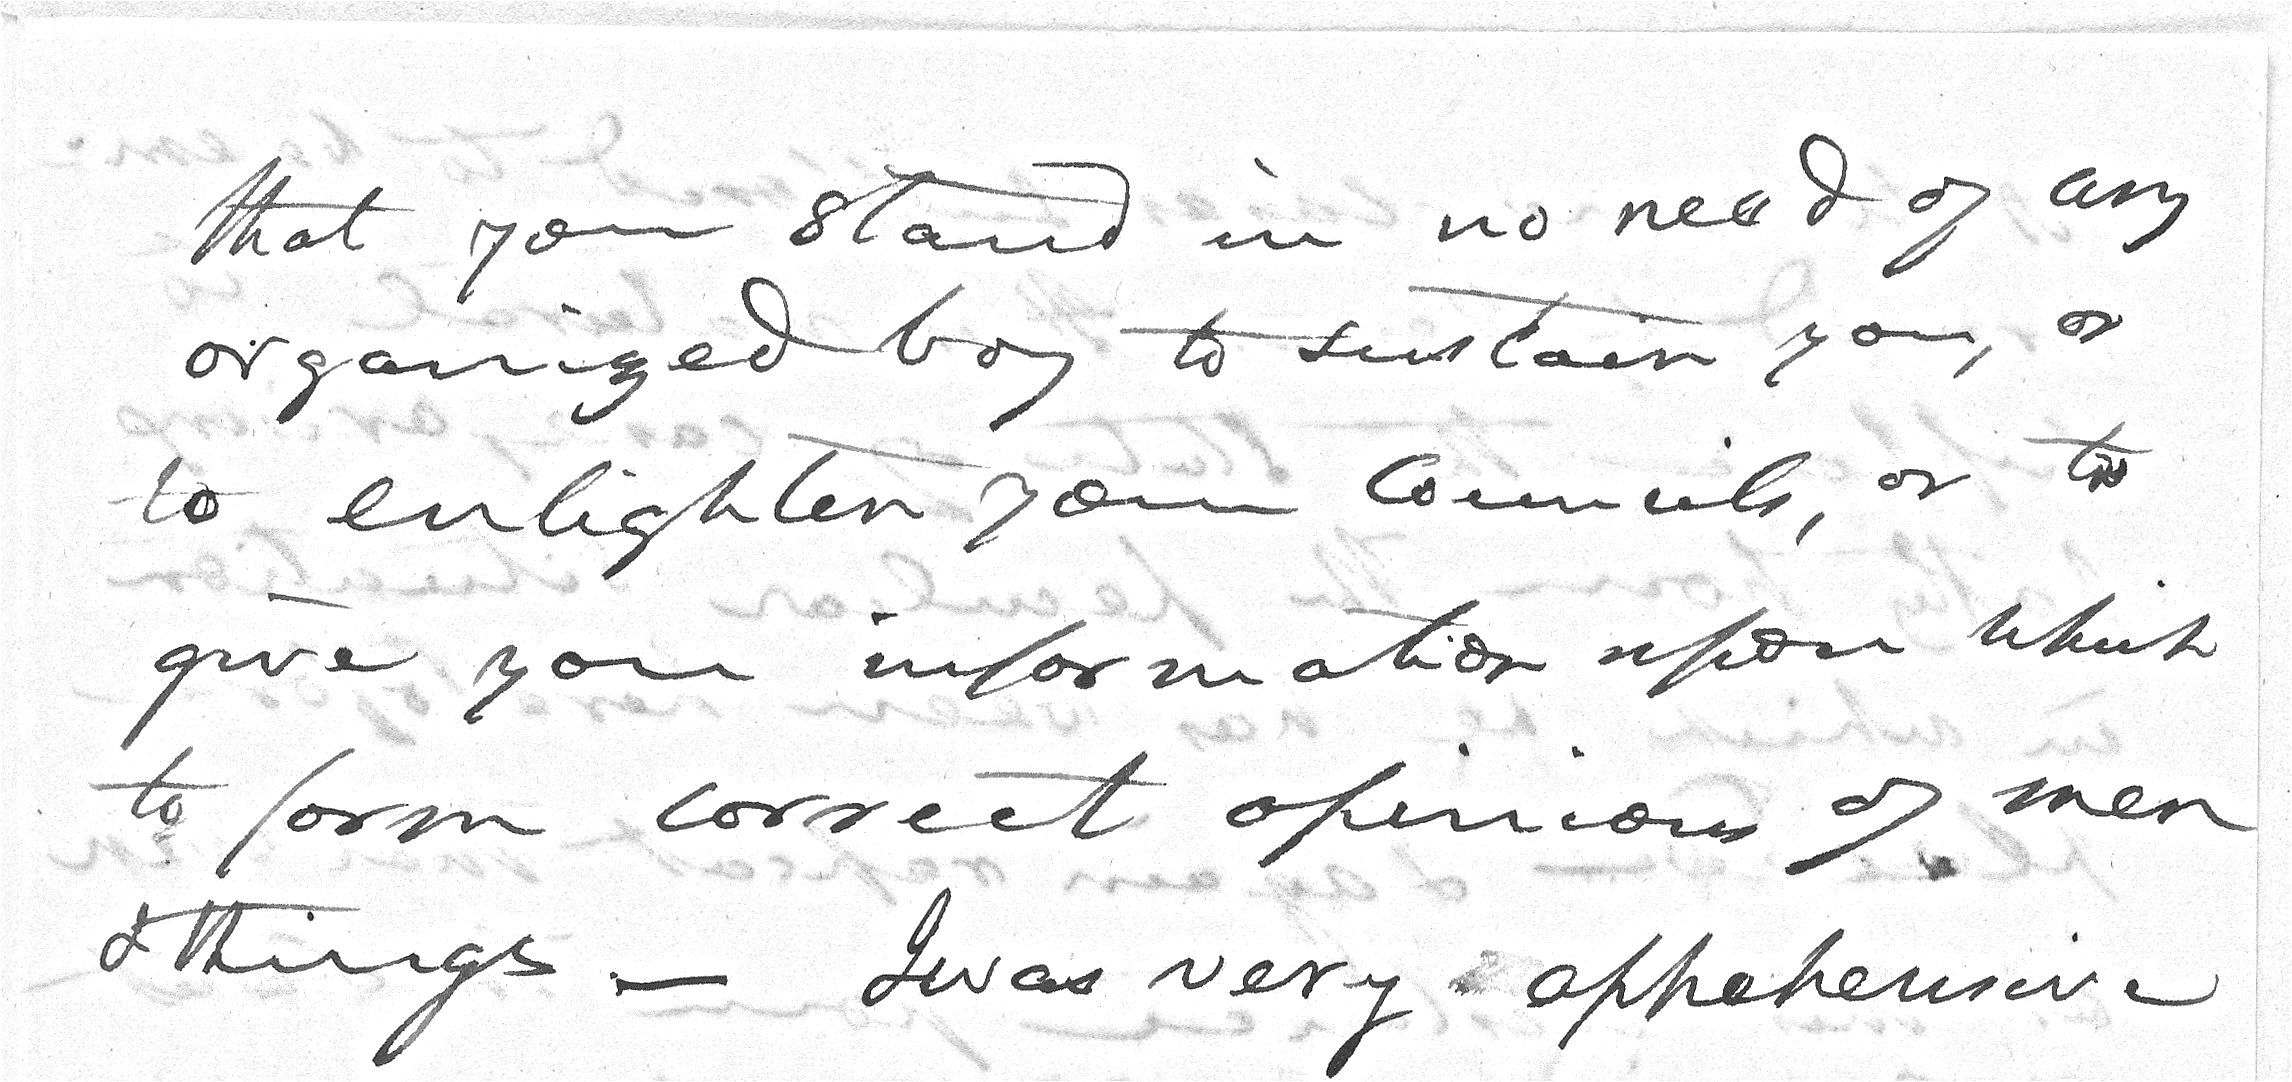 that you stand in no need of any
organized boy to sustain you, or
to enlighten your Councils, or to
give you information upon which
to form correct opinions of men
& things — I was very apprehensive